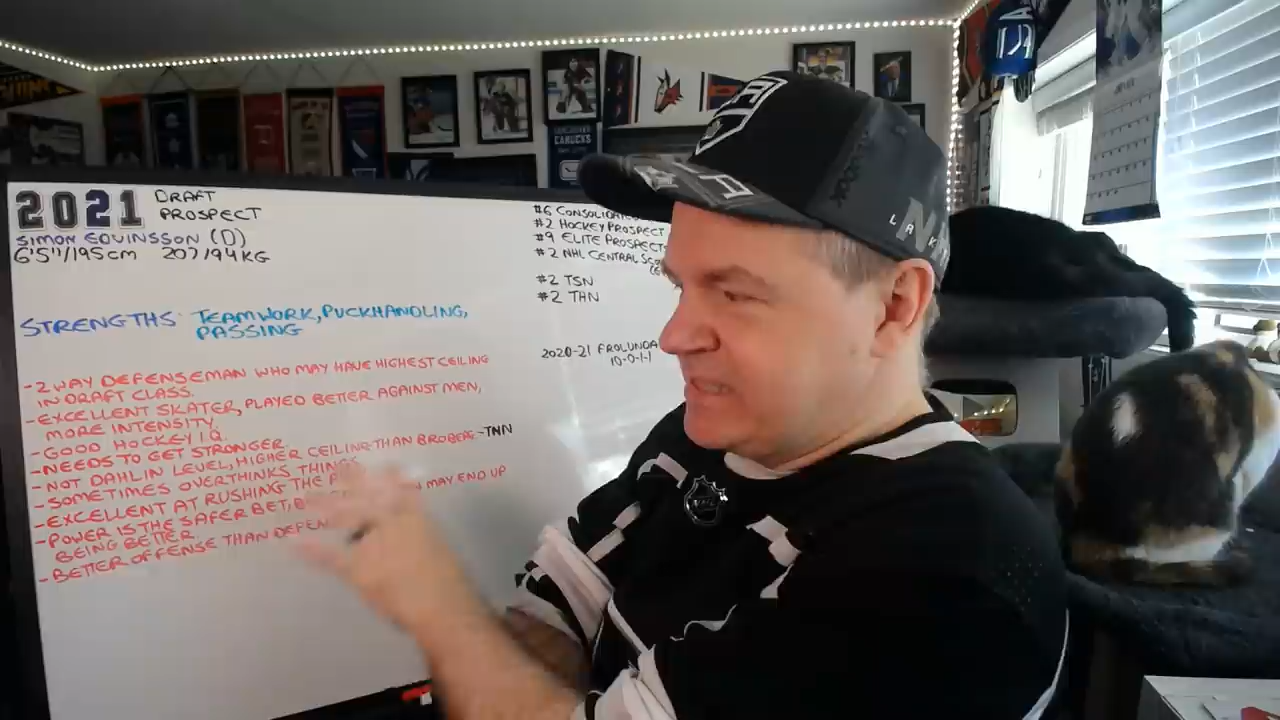 2021 DRAFT
PROSPECT
SIMON EDVINSSON (D)
6'5"/195cm 207/94KG
STRENGTHS: TEAMWORK, PUCKHANDLING,
PASSING
-2 WAY DEFENSEMAN WHO MAY HAVE HIGHEST CEILING
IN DRAFT CLASS.
-EXCELLENT SKATER, PLAYED BETTER AGAINST MEN,
MORE INTENSITY.
-GOOD HOCKEY I.Q.
-NEEDS TO GET STRONGER.
-NOT DAHLIN LEVEL, HIGHER CEILING THAN BROBERG.-TNN
-SOMETIMES OVERTHINKS THINGS
-EXCELLENT AT RUSHING THE
-POWER IS THE SAFER BET, MAY END UP
BEING BETTER.
-BETTER OFFENSE THAN
#6
#2 HOCKEY PROSPECT
#9 ELITE PROSPECTS
#2 NHL CENTRAL
#2 TSN
#2 THN
2020-21 FROLUNDA
10-0-1-1
VANCOUVER
CANUCKS